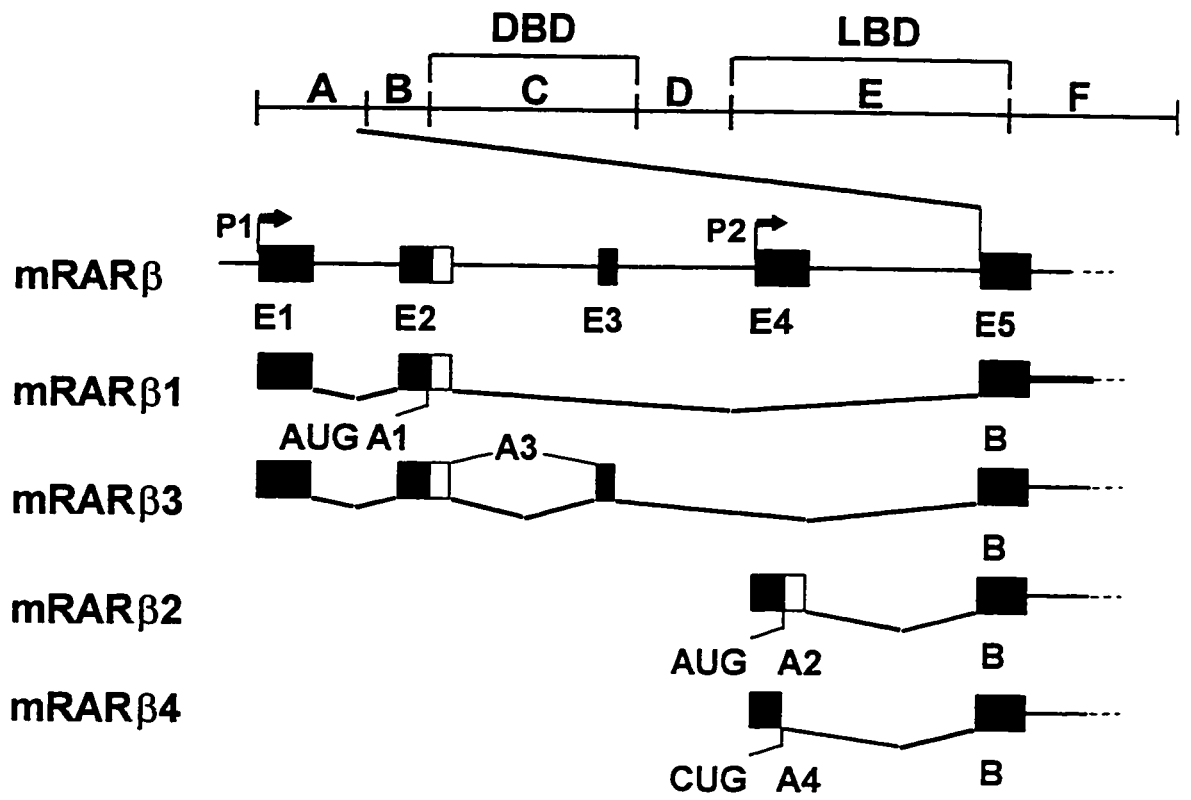 DBD LBD
A B C D E F
P1 P2
mRARβ
E1 E2 E3 E4 E5
mRARβ1
AUG A1 B
A3
mRARβ3
B
mRARβ2
AUG A2 B
mRARβ4
CUG A4 B